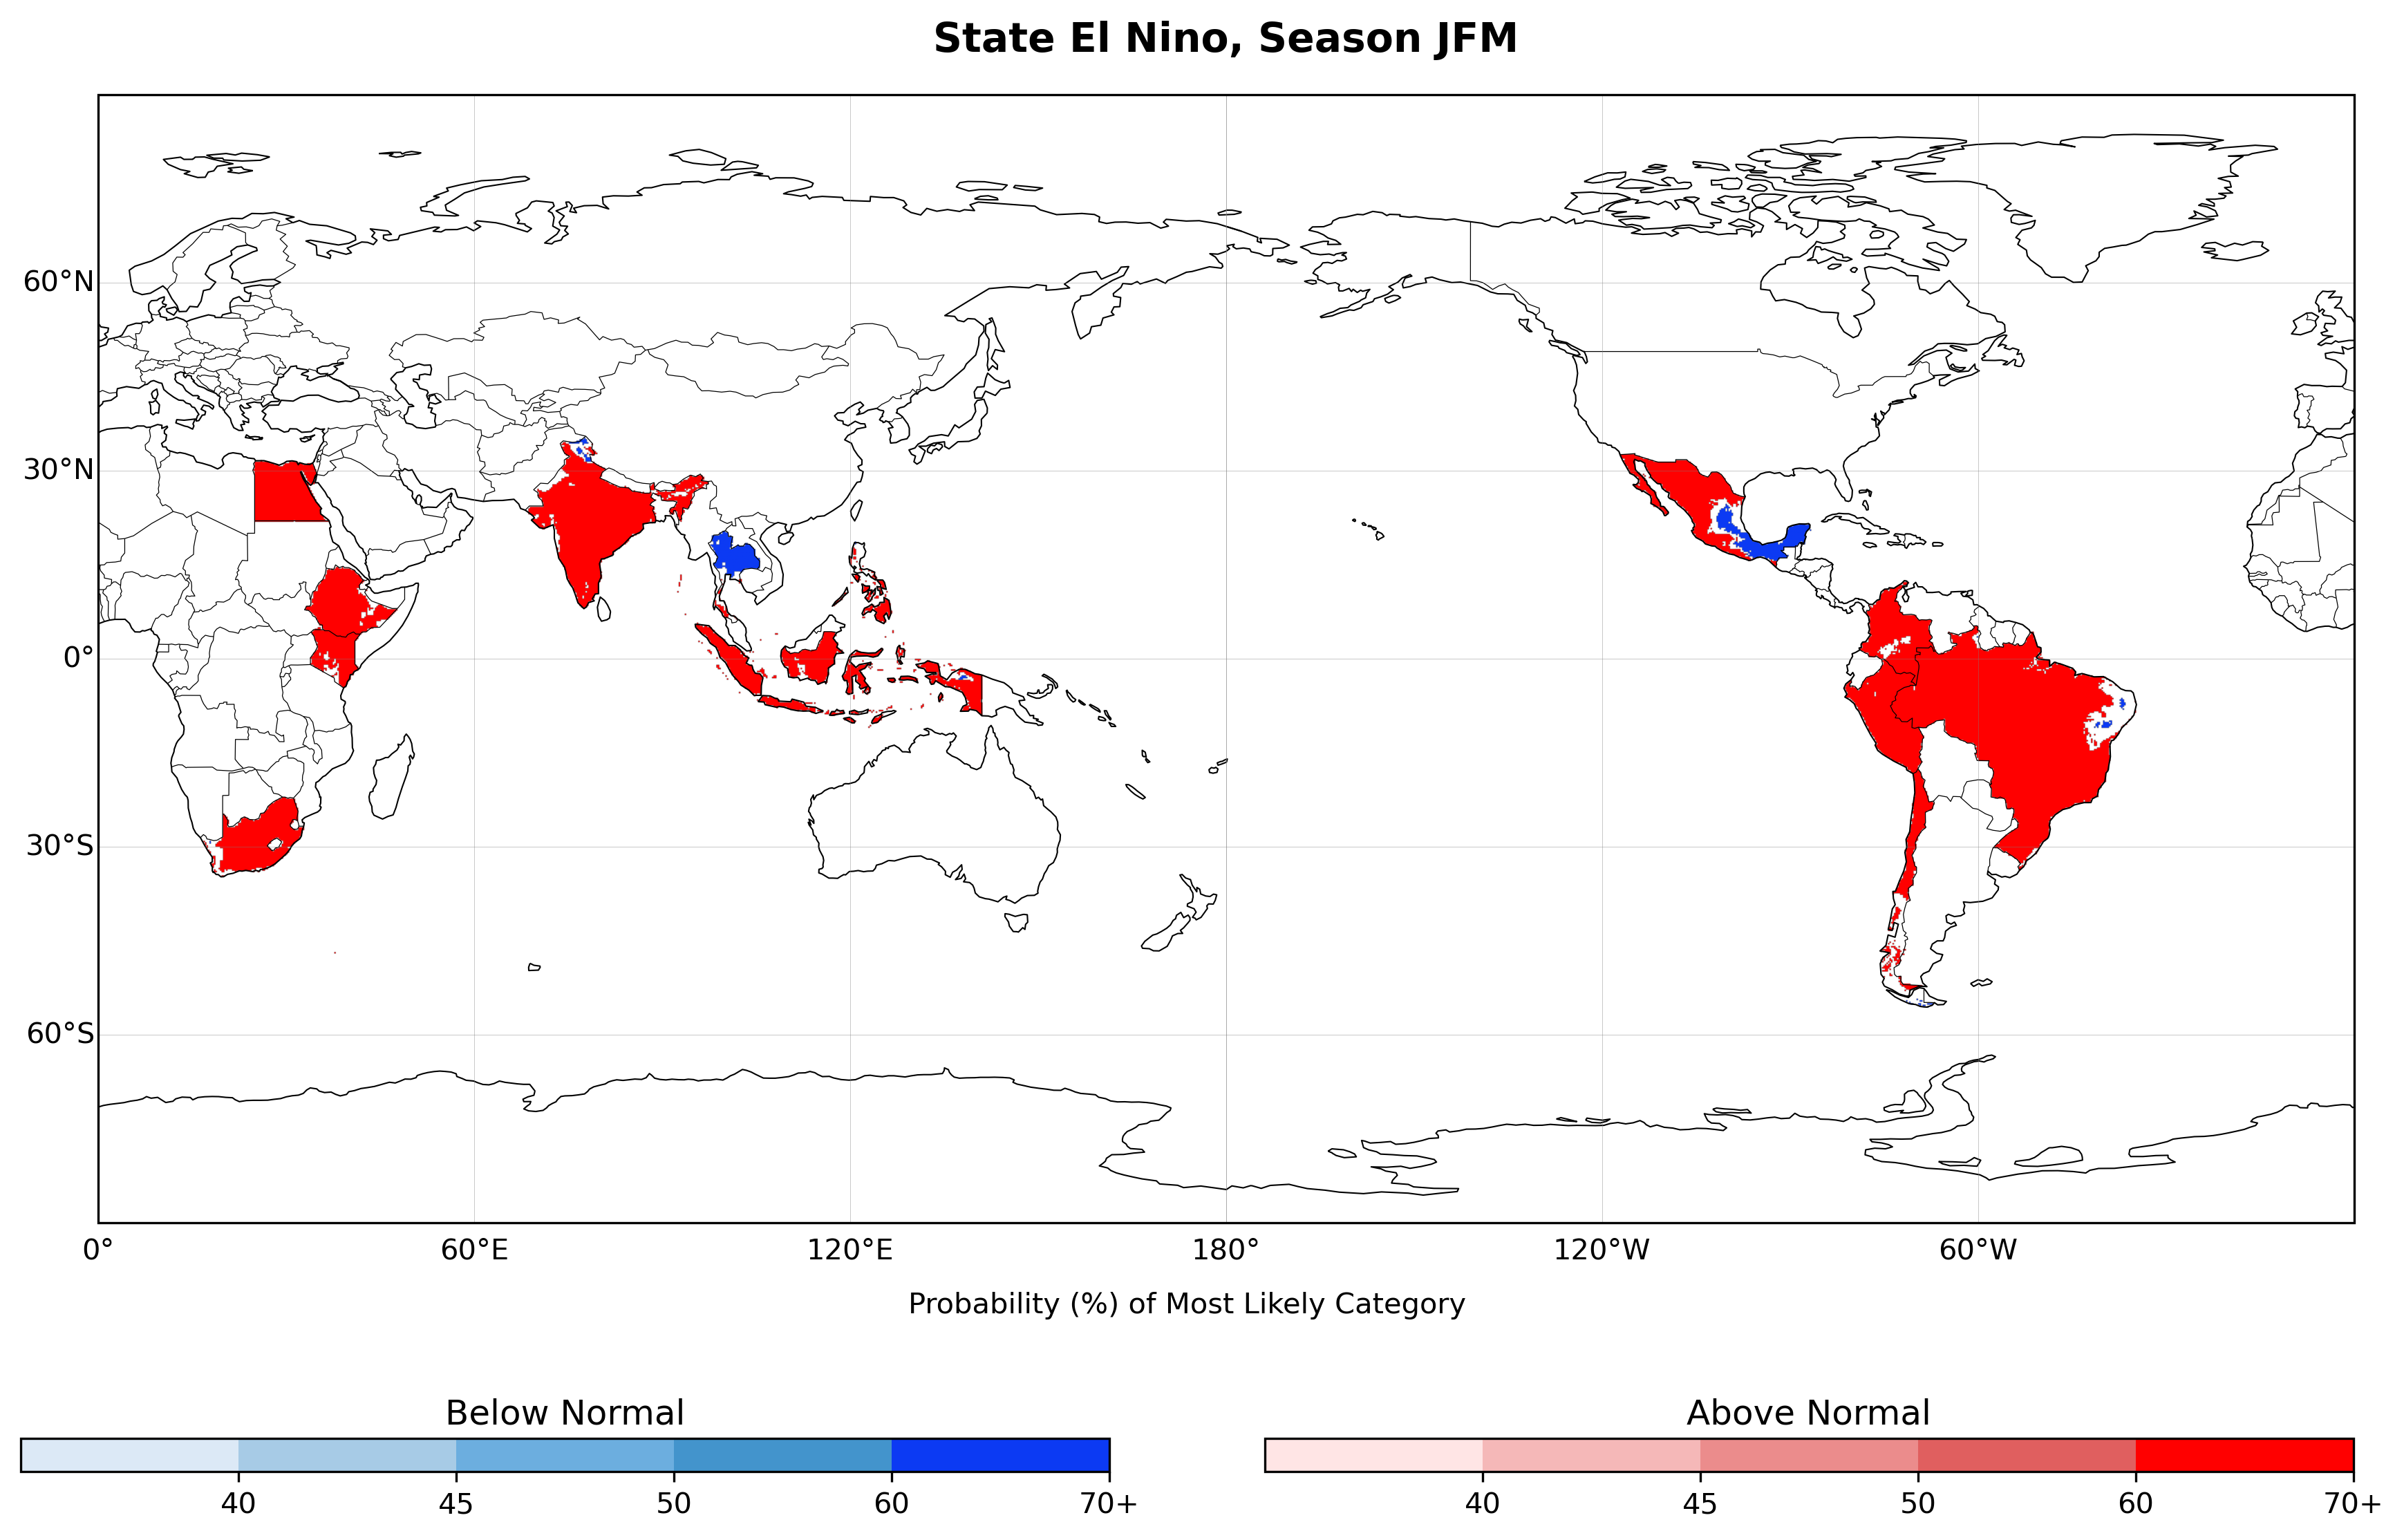 State El Nino, Season JFM
60°N
30°N
0°
30°S
60°S
0° 60°E 120°E 180° 120°W 60°W
Probability (%) of Most Likely Category
Below Normal Above Normal
40 45 50 60 70+ 40 45 50 60 70+